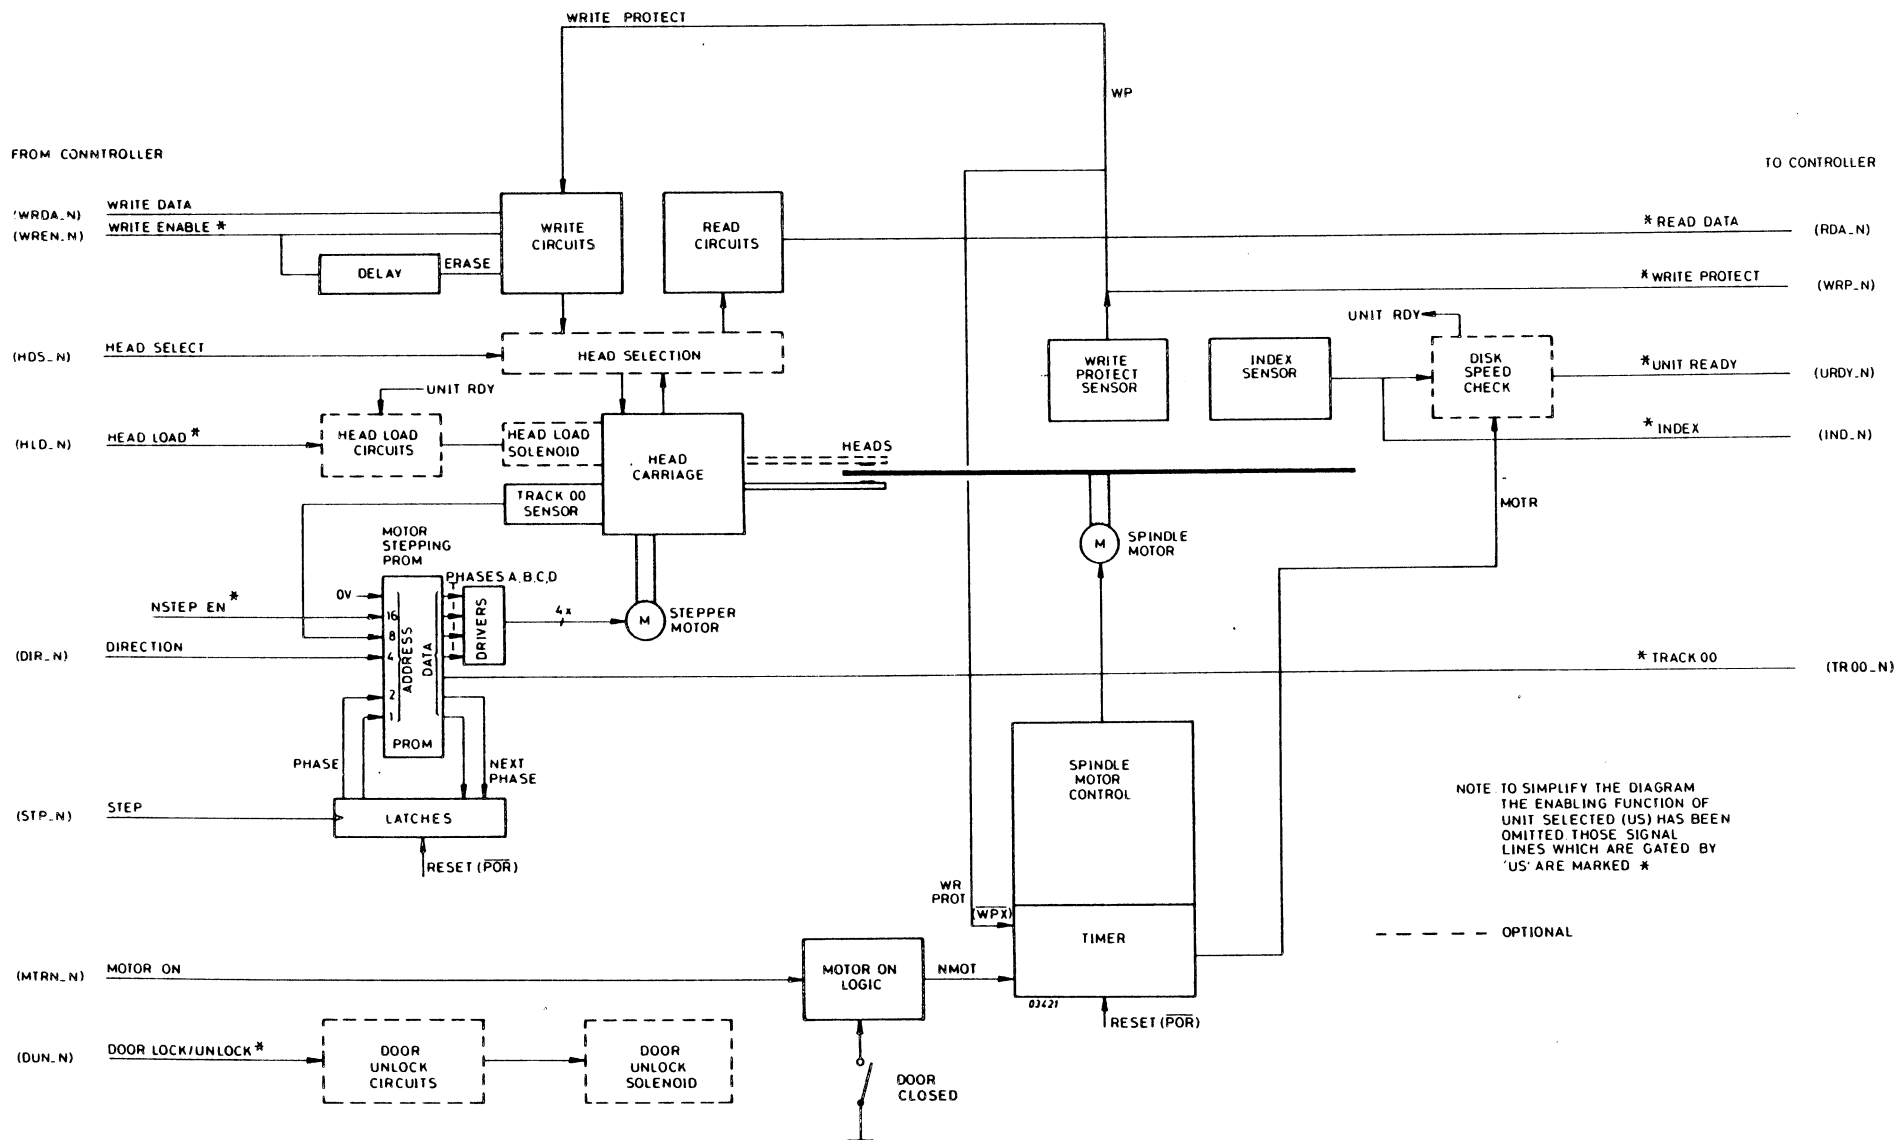 WRITE PROTECT
WP
FROM CONNTROLLER
TO CONTROLLER
(WRDA_N)
WRITE DATA
(WREN_N)
WRITE ENABLE *
WRITE
CIRCUITS
READ
CIRCUITS
* READ DATA
(RDA_N)
DELAY
ERASE
* WRITE PROTECT
(WRP_N)
UNIT RDY
(HDS_N)
HEAD SELECT
HEAD SELECTION
WRITE
PROTECT
SENSOR
INDEX
SENSOR
DISK
SPEED
CHECK
* UNIT READY
(URDY_N)
UNIT RDY
(HLD_N)
HEAD LOAD *
HEAD LOAD
CIRCUITS
HEAD LOAD
SOLENOID
HEAD
CARRIAGE
HEADS
* INDEX
(IND_N)
TRACK 00
SENSOR
MOTR
MOTOR
STEPPING
PROM
M
SPINDLE
MOTOR
PHASES A,B,C,D
0V
NSTEP EN *
16
8
4
2
1
ADDRESS
DATA
PROM
DRIVERS
4x
M
STEPPER
MOTOR
(DIR_N)
DIRECTION
* TRACK 00
(TR00_N)
PHASE
NEXT
PHASE
SPINDLE
MOTOR
CONTROL
(STP_N)
STEP
LATCHES
RESET (POR)
NOTE TO SIMPLIFY THE DIAGRAM
THE ENABLING FUNCTION OF
UNIT SELECTED (US) HAS BEEN
OMITTED THOSE SIGNAL
LINES WHICH ARE GATED BY
'US' ARE MARKED *
WR
PROT
(WPX)
TIMER
OPTIONAL
(MTRN_N)
MOTOR ON
MOTOR ON
LOGIC
NMOT
03421
RESET (POR)
(DUN_N)
DOOR LOCK/UNLOCK *
DOOR
UNLOCK
CIRCUITS
DOOR
UNLOCK
SOLENOID
DOOR
CLOSED